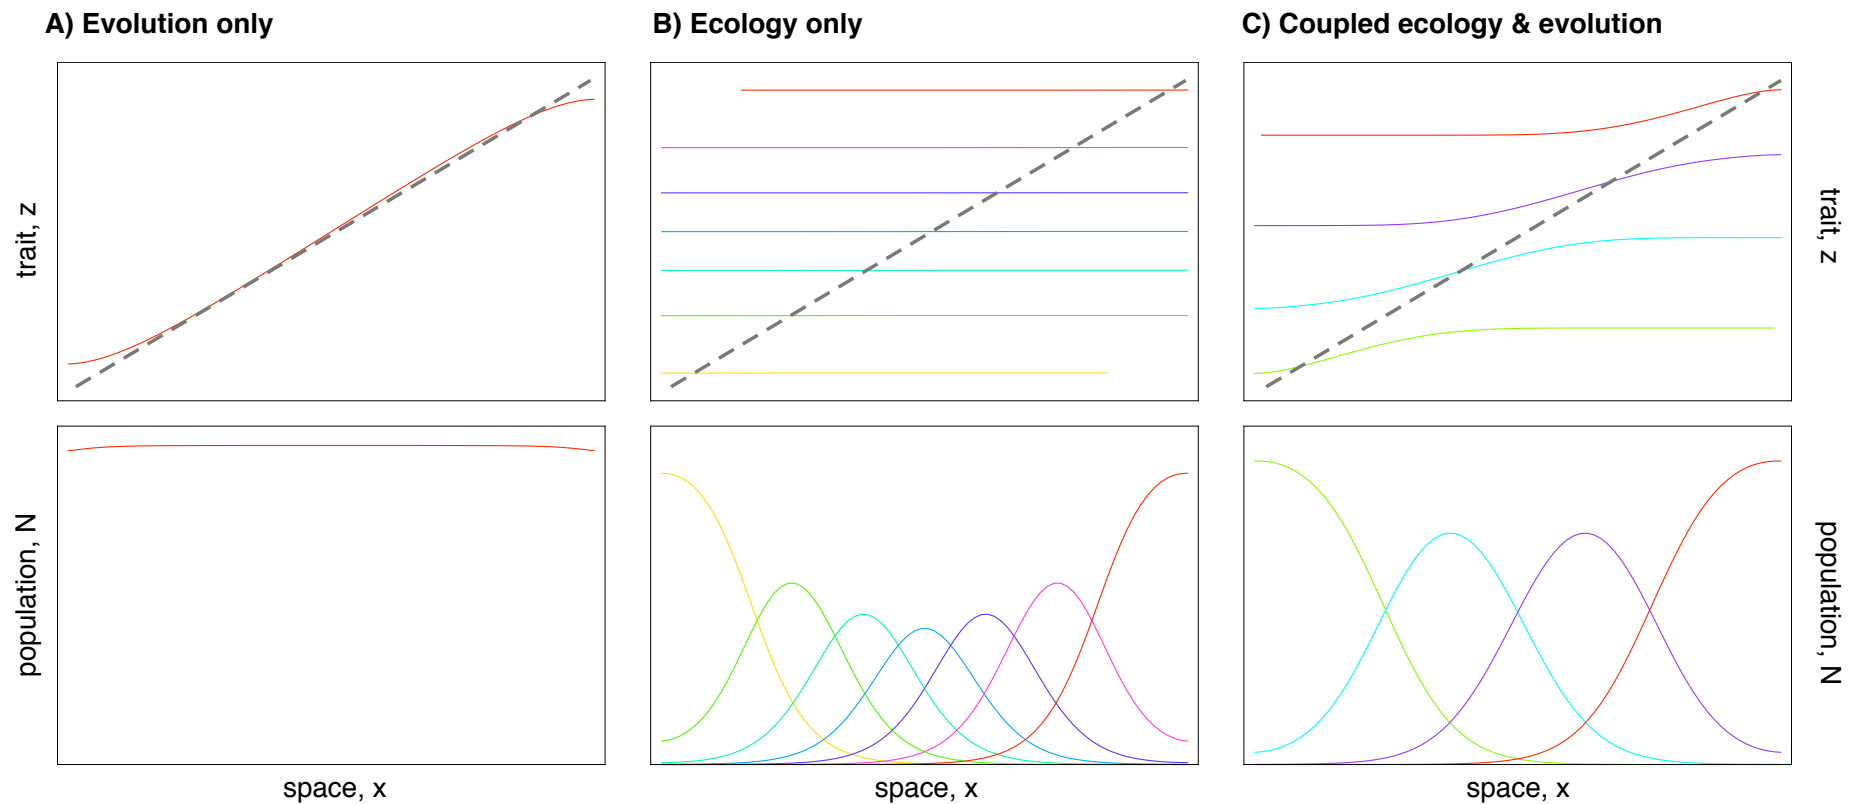 A) Evolution only
B) Ecology only
C) Coupled ecology & evolution
trait, z
trait, z
population, N
population, N
space, x
space, x
space, x